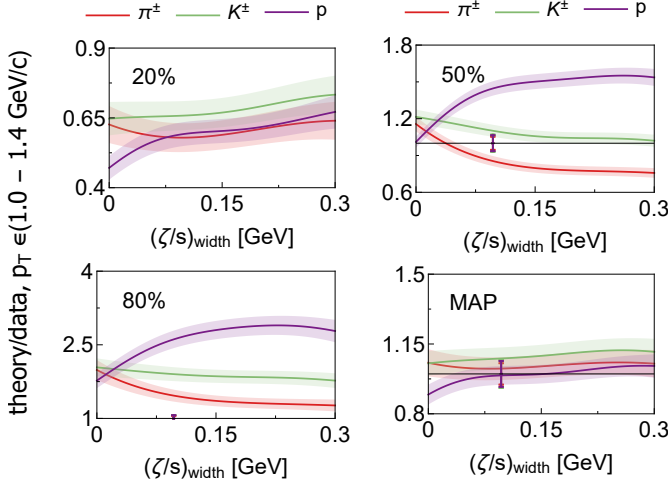 π± K± p
π± K± p
theory/data, p_T ϵ(1.0 – 1.4 GeV/c)
0.9
0.65
0.4
20%
0 0.15 0.3
(ζ/s)width [GeV]
1.8
1.2
0.6
50%
0 0.15 0.3
(ζ/s)width [GeV]
4
2.5
1
80%
0 0.15 0.3
(ζ/s)width [GeV]
1.5
1.15
0.8
MAP
0 0.15 0.3
(ζ/s)width [GeV]